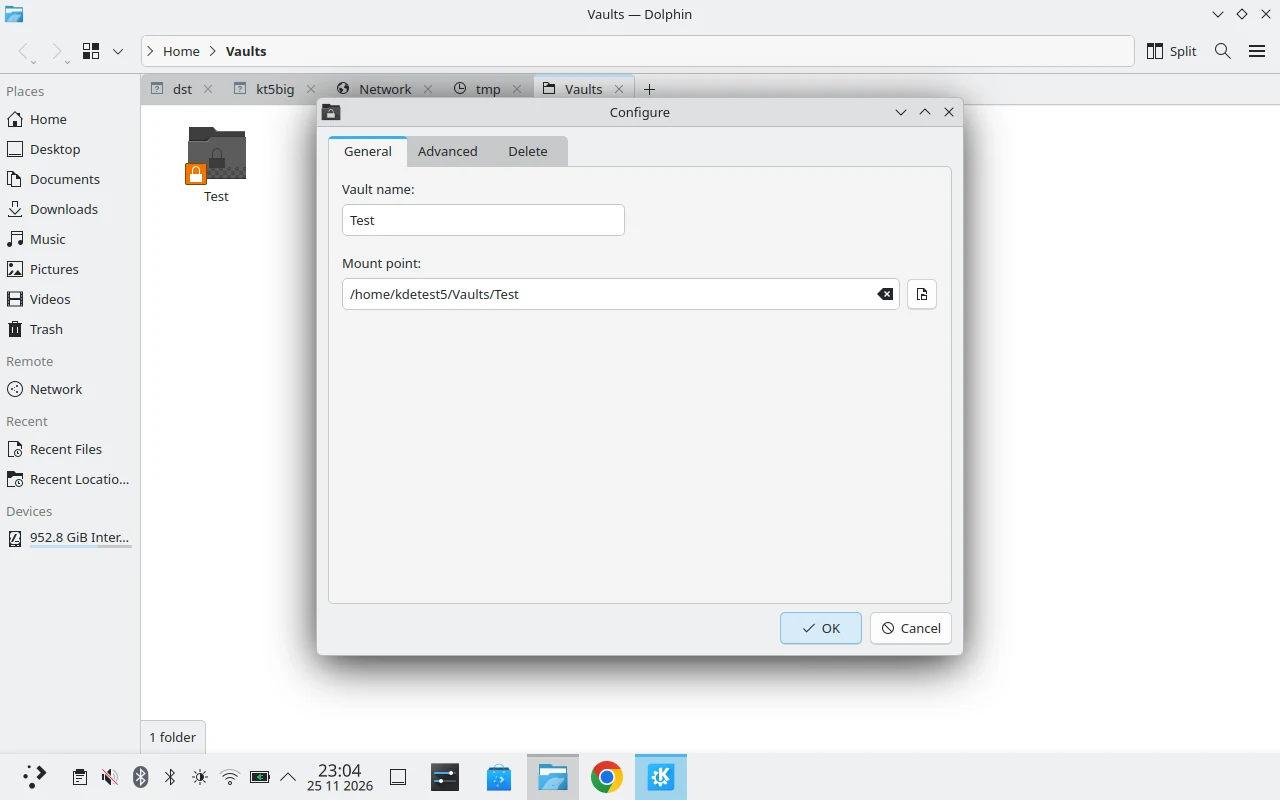 Vaults — Dolphin
Home
Vaults
Split
Places
Home
Desktop
Documents
Downloads
Music
Pictures
Videos
Trash
Remote
Network
Recent
Recent Files
Recent Locatio...
Devices
952.8 GiB Inter...
dst
kt5big
Network
tmp
Vaults
Test
1 folder
Configure
General
Advanced
Delete
Vault name:
Test
Mount point:
/home/kdetest5/Vaults/Test
OK
Cancel
23:04
25 11 2026